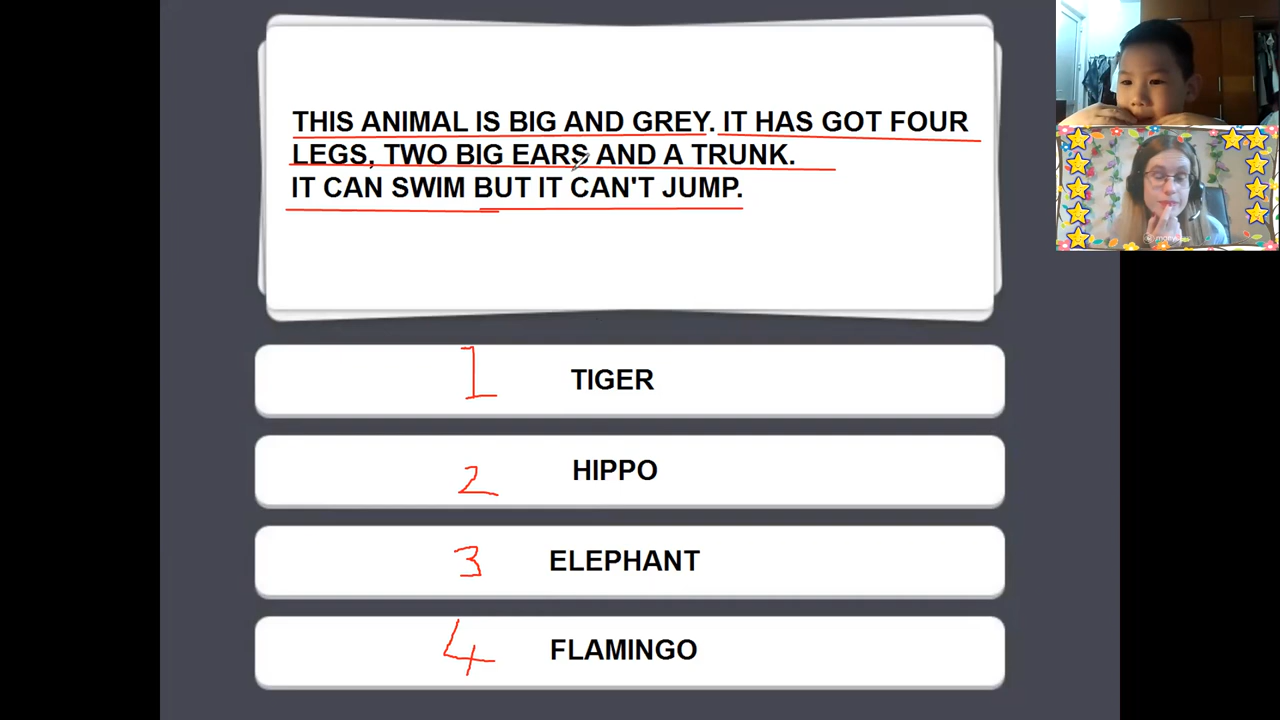 THIS ANIMAL IS BIG AND GREY. IT HAS GOT FOUR
LEGS, TWO BIG EARS AND A TRUNK.
IT CAN SWIM BUT IT CAN'T JUMP.
1 TIGER
2 HIPPO
3 ELEPHANT
4 FLAMINGO